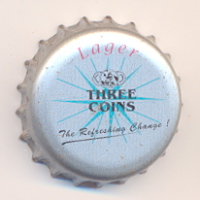 Lager
THREE
COINS
The Refreshing Change !